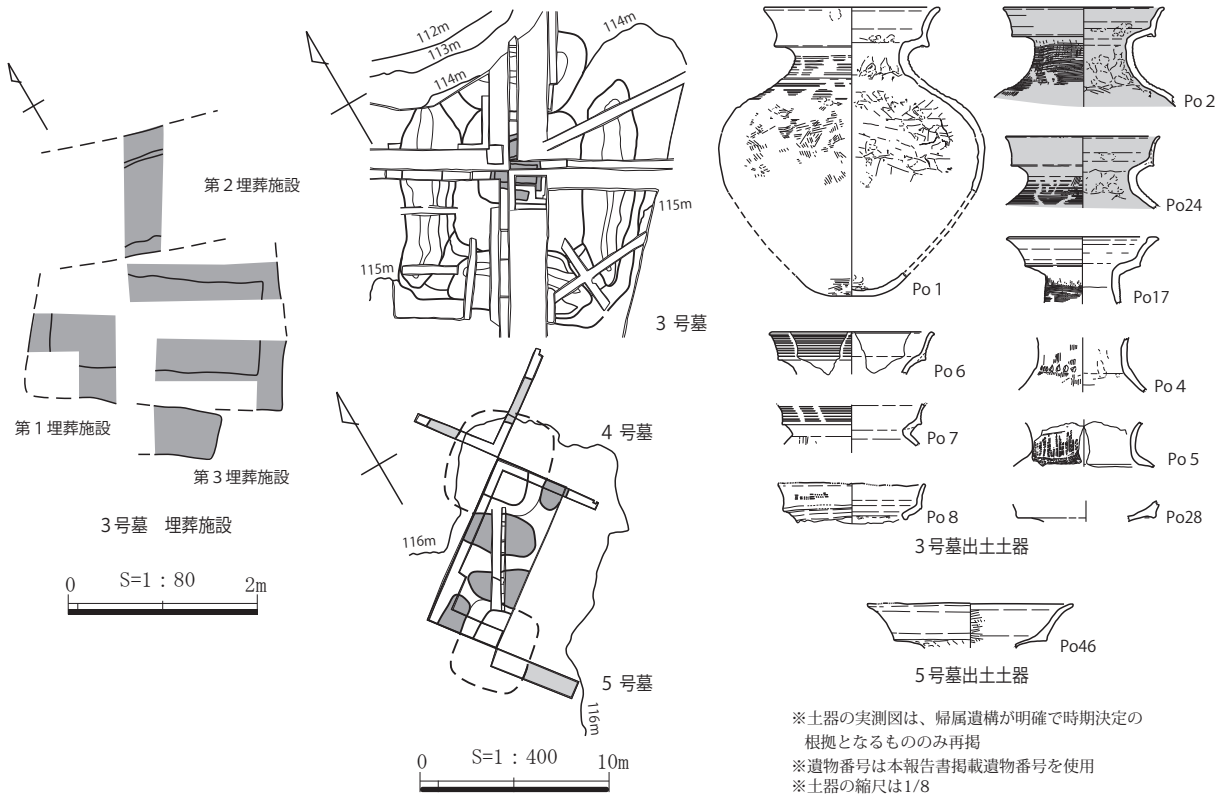 第２埋葬施設
第１埋葬施設
第３埋葬施設
３号墓　埋葬施設
0 S=1：80 2m
112m
113m
114m
114m
115m
115m
３ 号墓
４ 号墓
116m
５ 号墓
116m
0 S=1：400 10m
Po 1
Po 2
Po24
Po17
Po 6
Po 4
Po 7
Po 5
Po 8
Po28
３号墓出土土器
Po46
５号墓出土土器
※土器の実測図は、帰属遺構が明確で時期決定の
根拠となるもののみ再掲
※遺物番号は本報告書掲載遺物番号を使用
※土器の縮尺は1/8